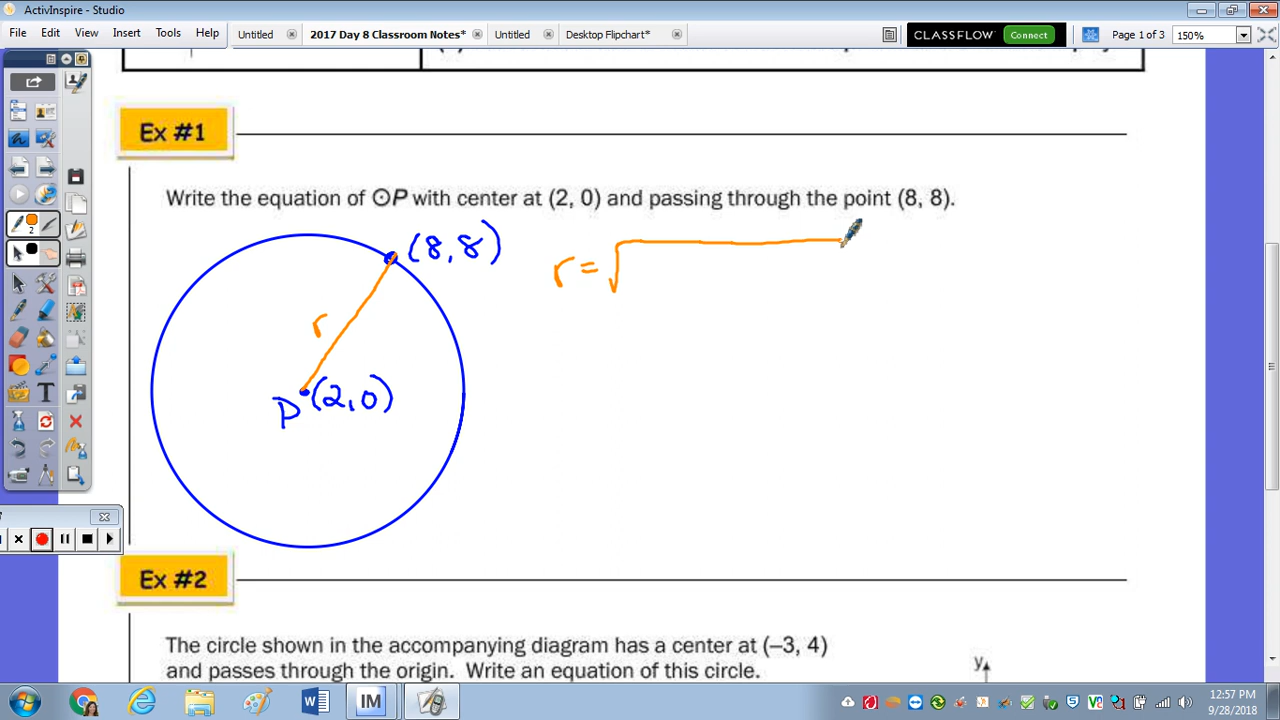 ActivInspire - Studio
File Edit View Insert Tools Help Untitled 2017 Day 8 Classroom Notes* Untitled Desktop Flipchart* CLASSFLOW Connect Page 1 of 3 150%
Ex #1
Write the equation of ⊙P with center at (2, 0) and passing through the point (8, 8).
(8,8)
r = √
r
P (2,0)
Ex #2
The circle shown in the accompanying diagram has a center at (–3, 4)
y
and passes through the origin. Write an equation of this circle.
IM
12:57 PM
9/28/2018